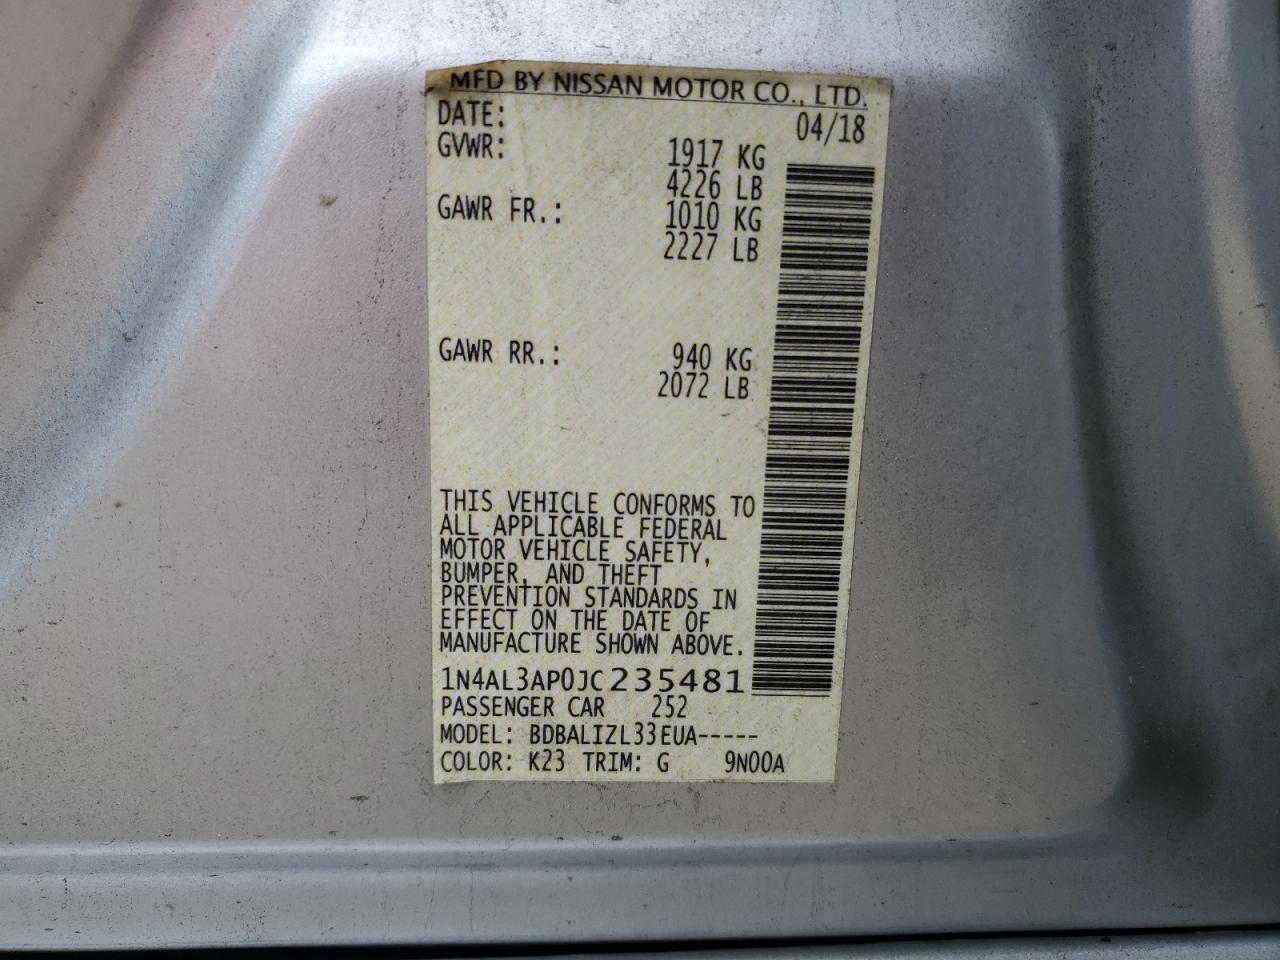 MFD BY NISSAN MOTOR CO., LTD.
DATE: 04/18
GVWR: 1917 KG
4226 LB
GAWR FR.: 1010 KG
2227 LB
GAWR RR.: 940 KG
2072 LB
THIS VEHICLE CONFORMS TO
ALL APPLICABLE FEDERAL
MOTOR VEHICLE SAFETY,
BUMPER, AND THEFT
PREVENTION STANDARDS IN
EFFECT ON THE DATE OF
MANUFACTURE SHOWN ABOVE.
1N4AL3AP0JC235481
PASSENGER CAR 252
MODEL: BDBALIZL33EUA-----
COLOR: K23 TRIM: G 9N00A